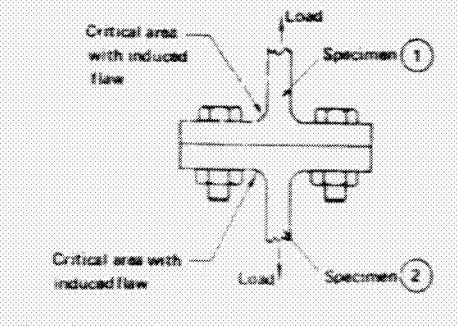 Load
Critical area
with induced
flaw
Specimen 1
Critical area with
induced flaw
Load
Specimen 2